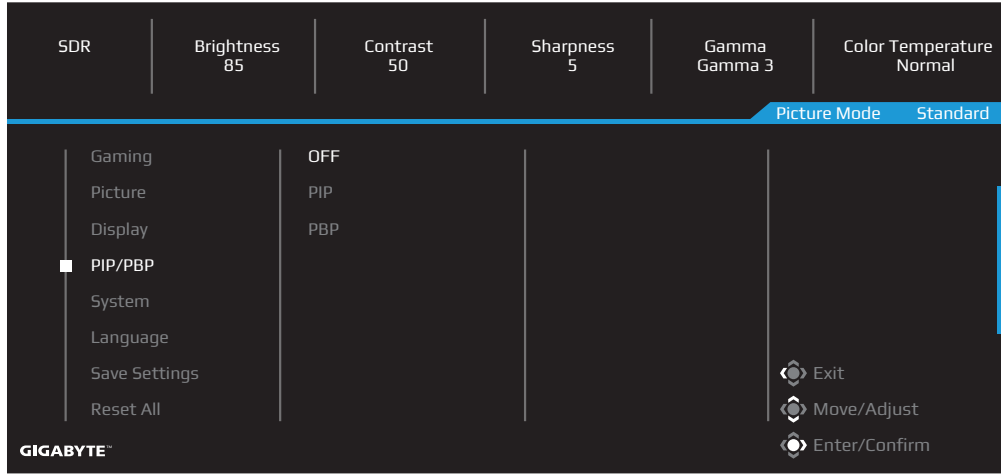 SDR Brightness Contrast Sharpness Gamma Color Temperature
85 50 5 Gamma 3 Normal
Picture Mode Standard
Gaming OFF
Picture PIP
Display PBP
PIP/PBP
System
Language
Save Settings Exit
Reset All Move/Adjust
GIGABYTE™ Enter/Confirm